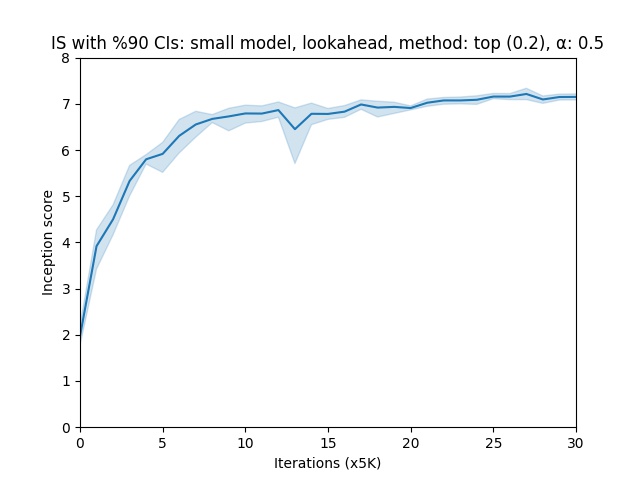 IS with %90 CIs: small model, lookahead, method: top (0.2), α: 0.5
8
7
6
5
4
3
2
1
0
Inception score
0 5 10 15 20 25 30
Iterations (x5K)